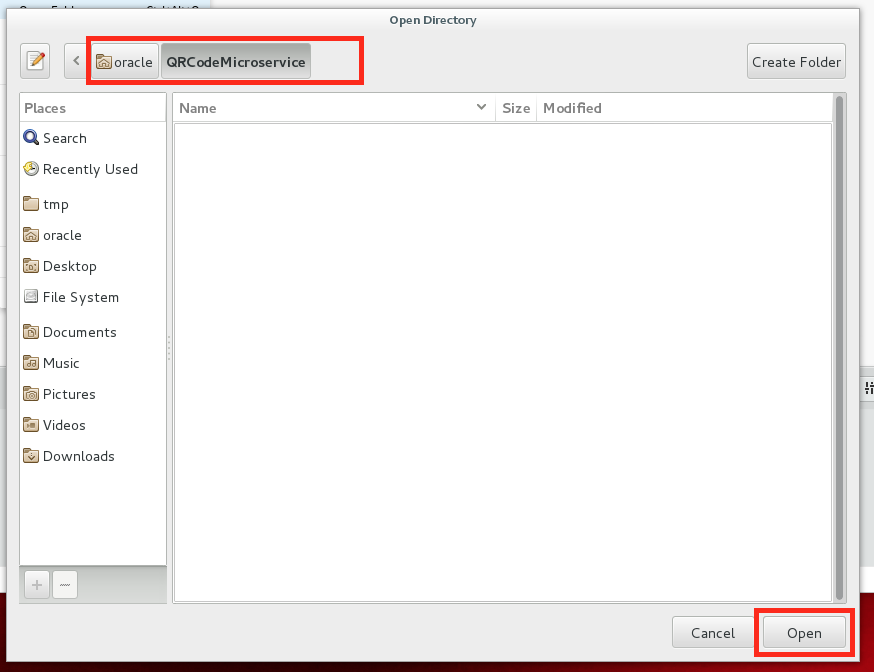 Open Directory
oracle QRCodeMicroservice Create Folder
Places
Name Size Modified
Search
Recently Used
tmp
oracle
Desktop
File System
Documents
Music
Pictures
Videos
Downloads
Cancel Open